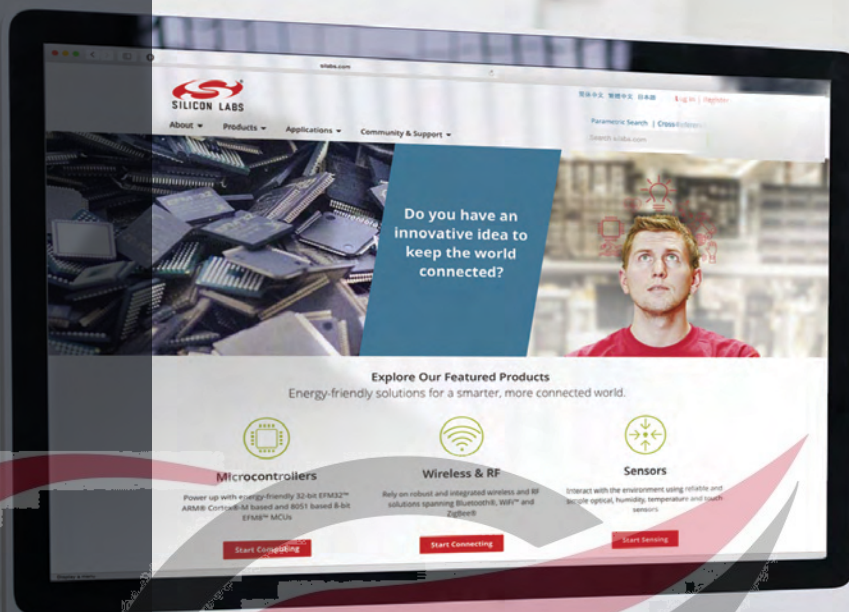 silabs.com
SILICON LABS
简体中文 繁體中文 日本語 Log In | Register
About Products Applications Community & Support
Parametric Search | Cross-Reference
Search silabs.com
Do you have an
innovative idea to
keep the world
connected?
Explore Our Featured Products
Energy-friendly solutions for a smarter, more connected world.
Microcontrollers
Power up with energy-friendly 32-bit EFM32™
ARM® Cortex®-M based and 8051 based 8-bit
EFM8™ MCUs
Start Computing
Wireless & RF
Rely on robust and integrated wireless and RF
solutions spanning Bluetooth®, WiFi™ and
ZigBee®
Start Connecting
Sensors
Interact with the environment using reliable and
simple optical, humidity, temperature and touch
sensors
Start Sensing
Display a menu